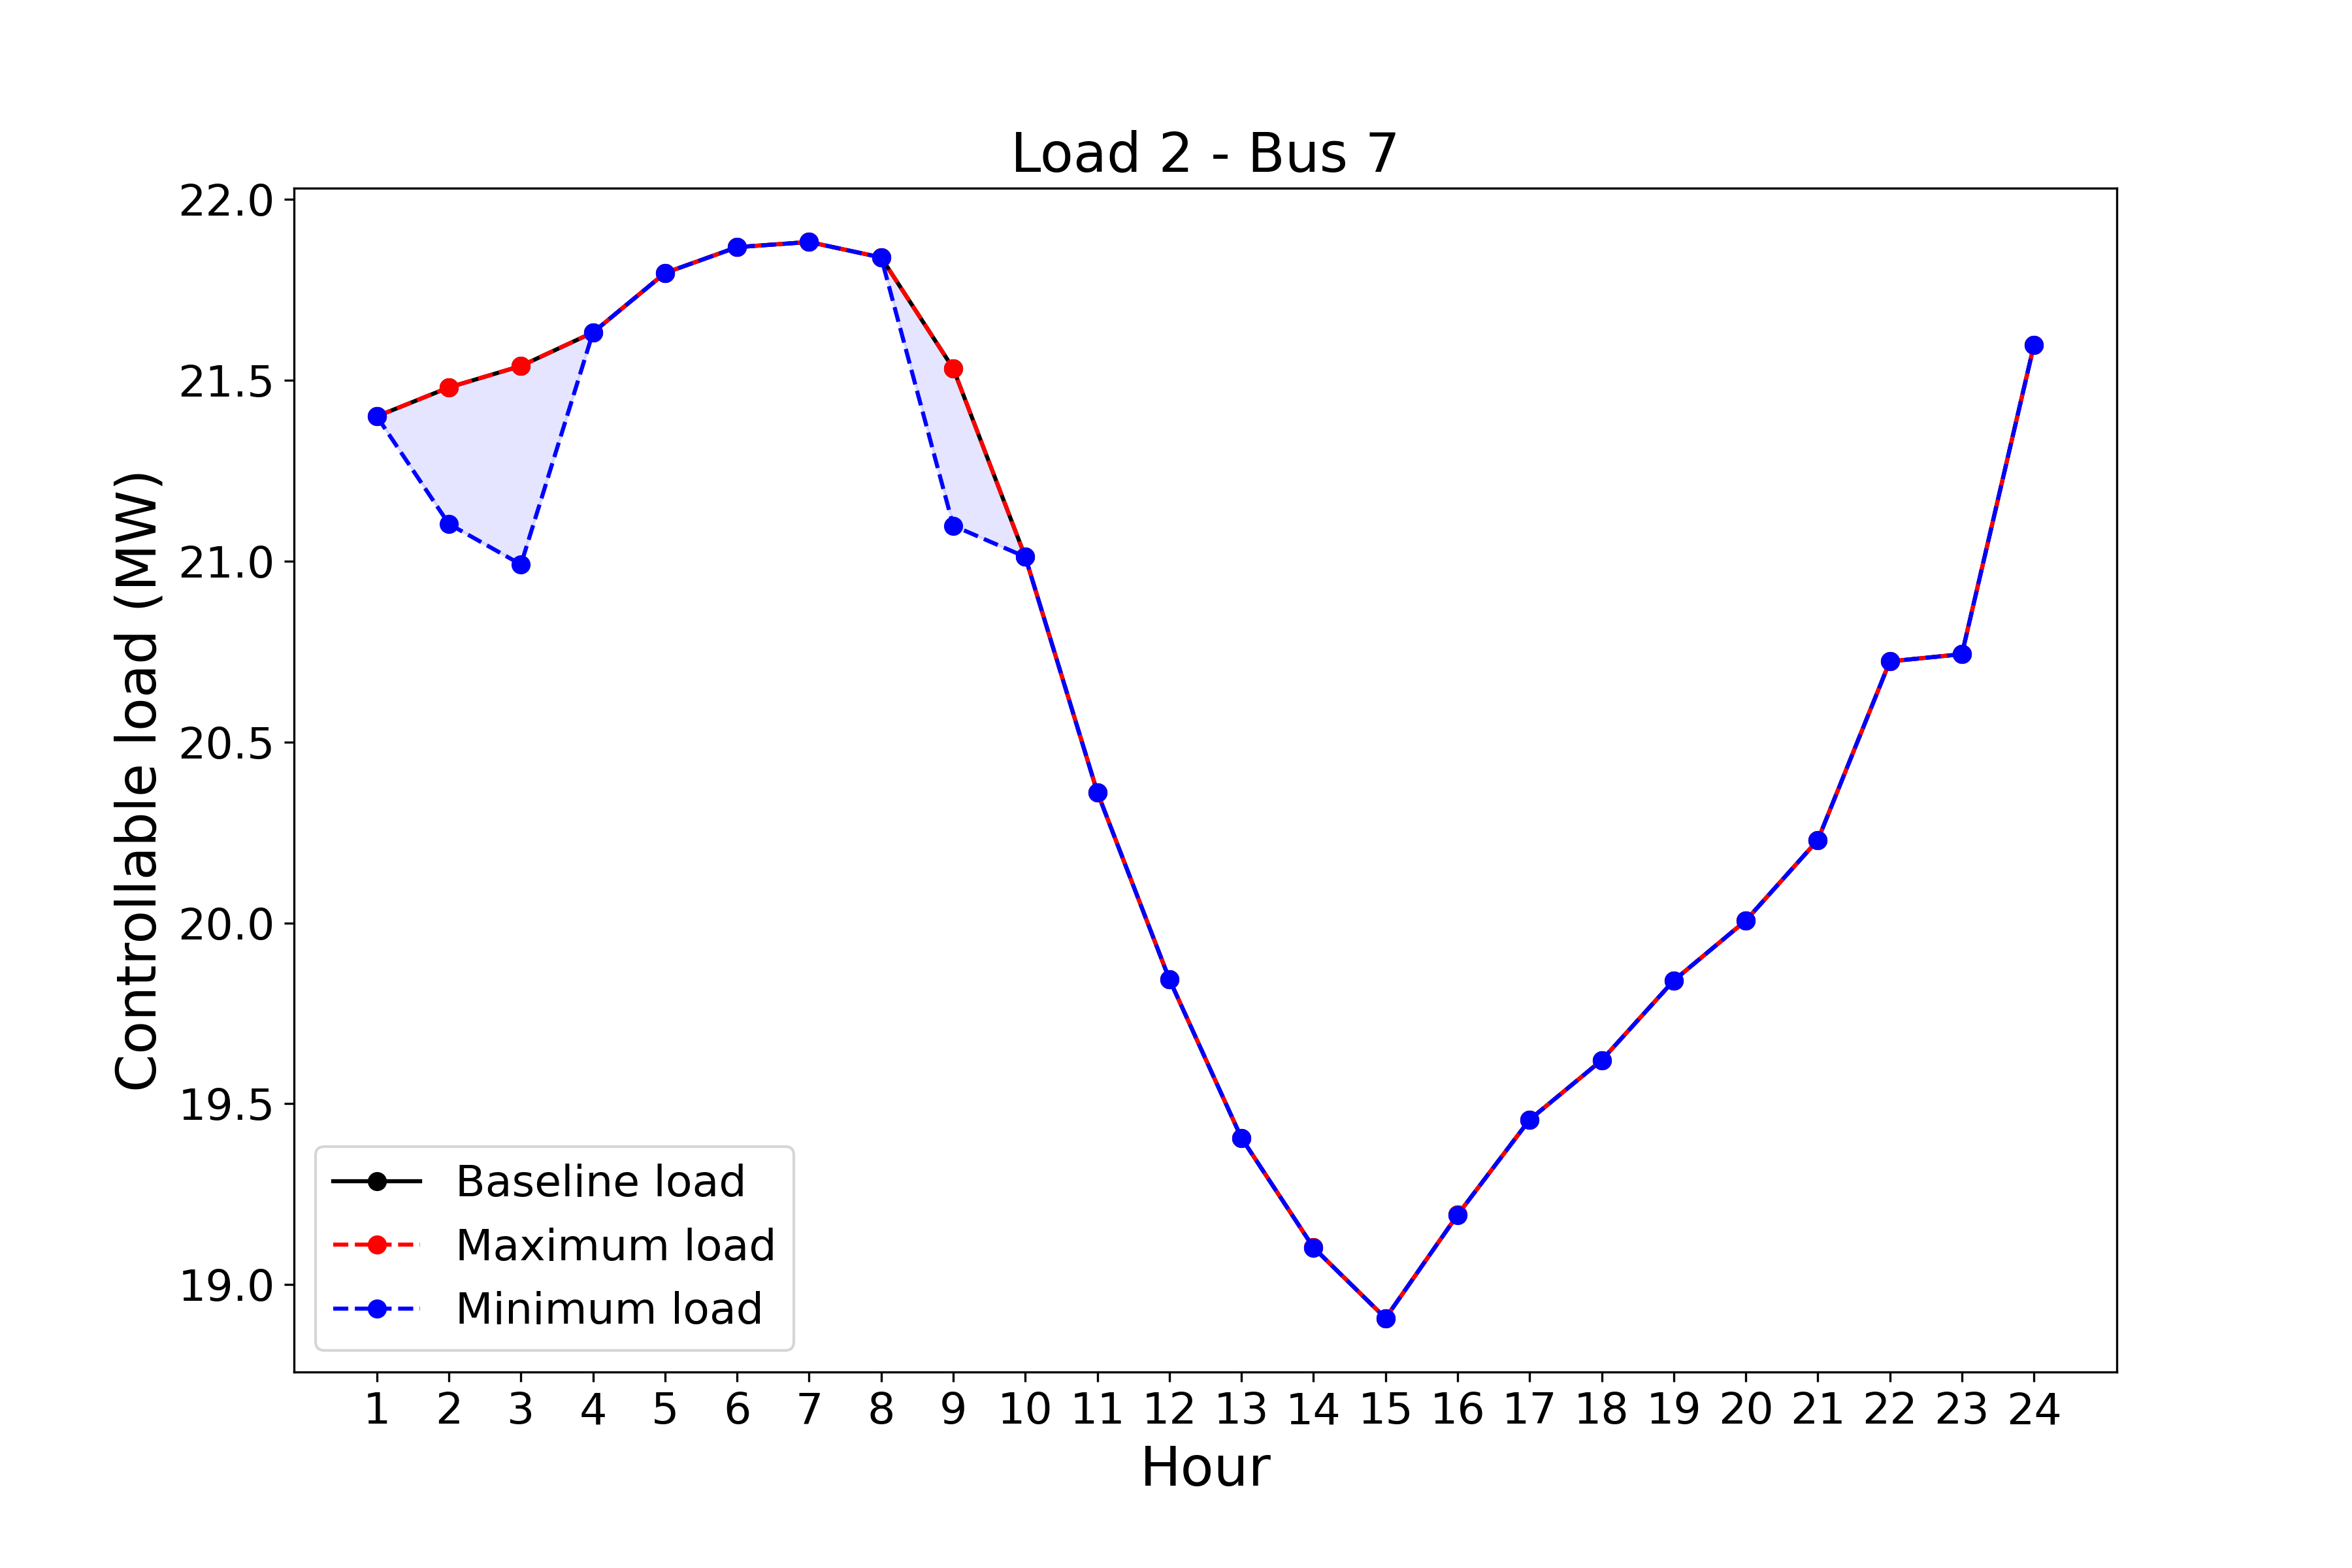 Load 2 - Bus 7
Controllable load (MW)
22.0
21.5
21.0
20.5
20.0
19.5
19.0
Baseline load
Maximum load
Minimum load
1 2 3 4 5 6 7 8 9 10 11 12 13 14 15 16 17 18 19 20 21 22 23 24
Hour